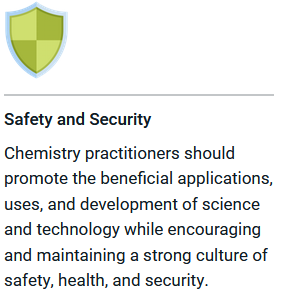 Safety and Security
Chemistry practitioners should
promote the beneficial applications,
uses, and development of science
and technology while encouraging
and maintaining a strong culture of
safety, health, and security.